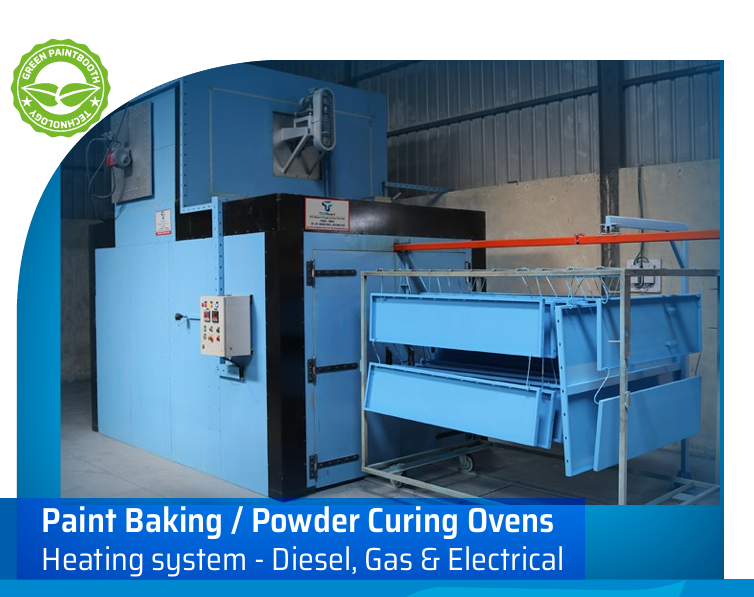 GREEN PAINTBOOTH
TECHNOLOGY
Paint Baking / Powder Curing Ovens
Heating system - Diesel, Gas & Electrical